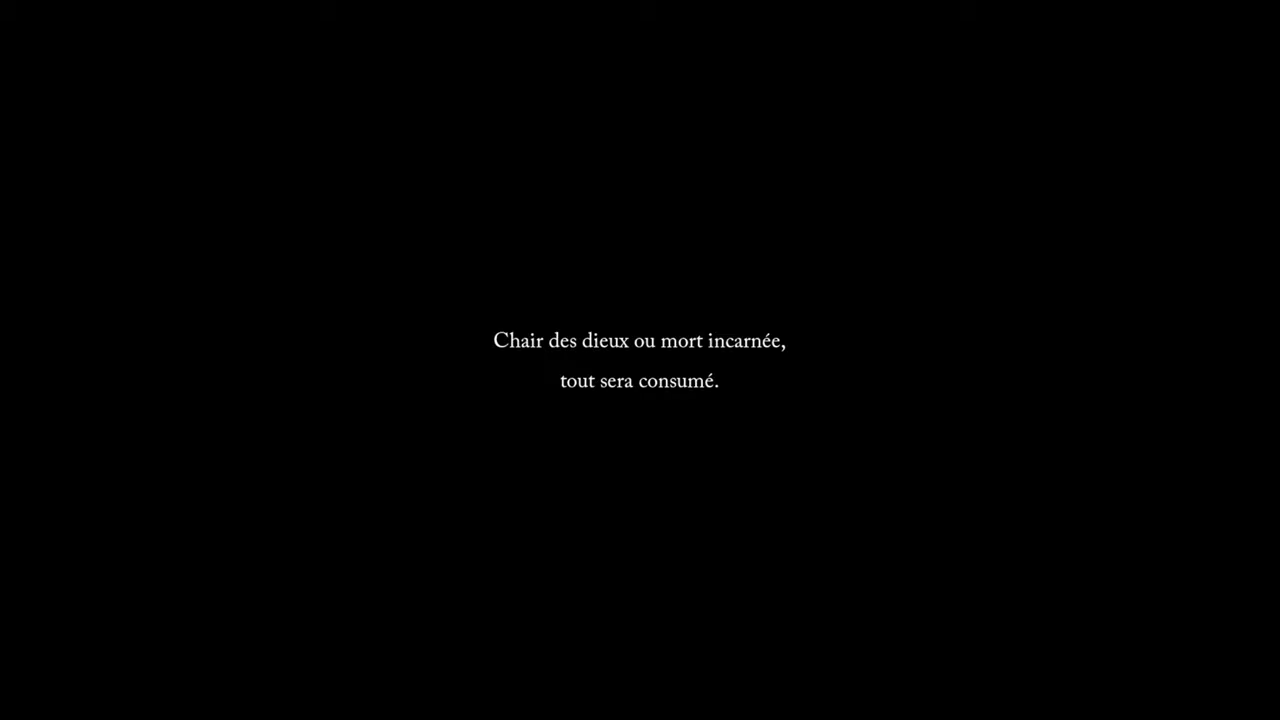 Chair des dieux ou mort incarnée,
tout sera consumé.